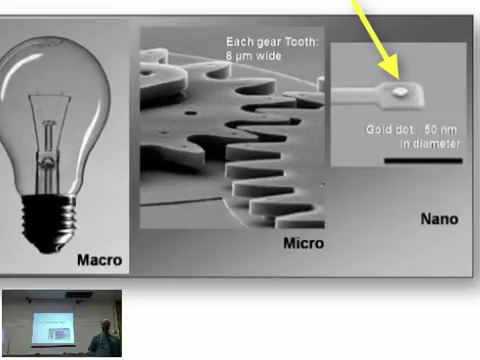 Each gear Tooth:
8 µm wide
Gold dot: 50 nm
in diameter
Nano
Micro
Macro